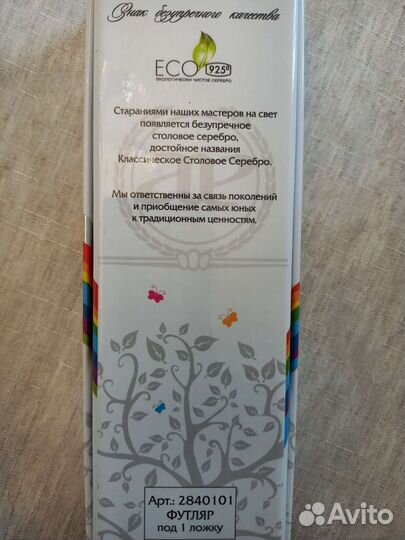 Знак безупречного качества
ECO 925°
ЭКОЛОГИЧЕСКИ ЧИСТОЕ СЕРЕБРО
Стараниями наших мастеров на свет
появляется безупречное
столовое серебро,
достойное названия
Классическое Столовое Серебро.
Мы ответственны за связь поколений
и приобщение самых юных
к традиционным ценностям.
Арт.: 2840101
ФУТЛЯР
под 1 ложку
Avito